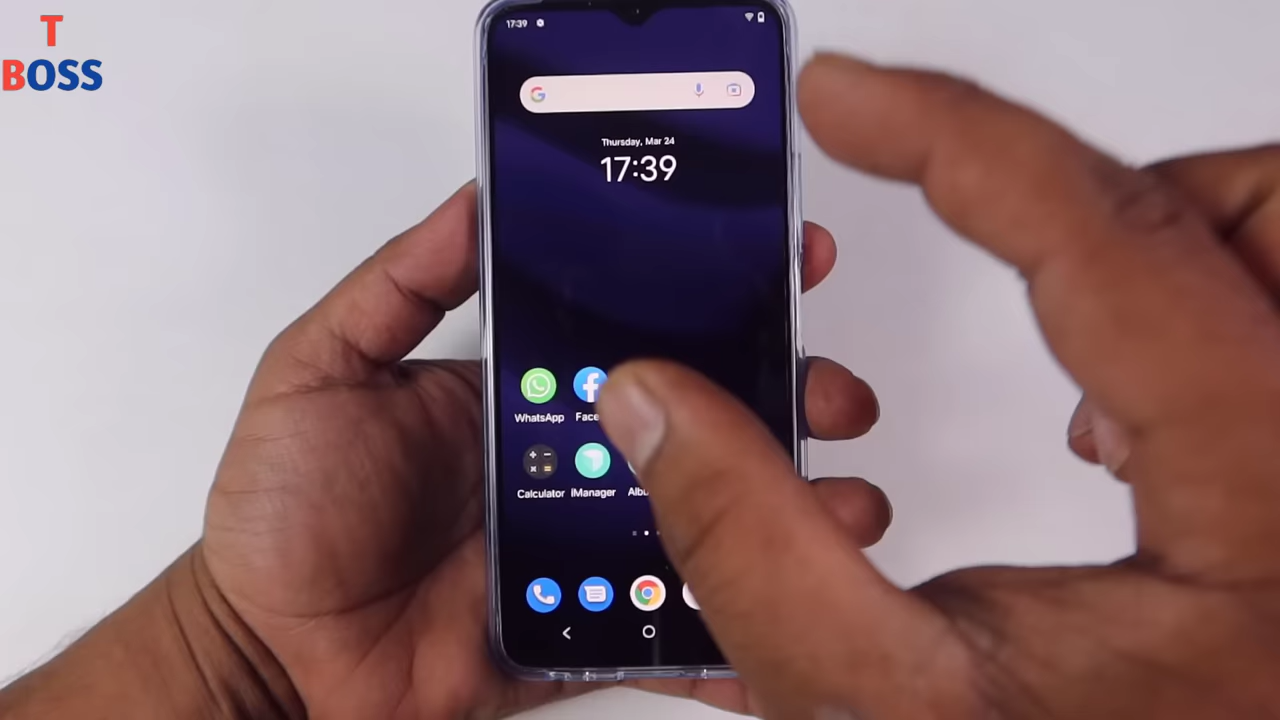 T
BOSS
17:39
Thursday, Mar 24
17:39
WhatsApp
Calculator iManager